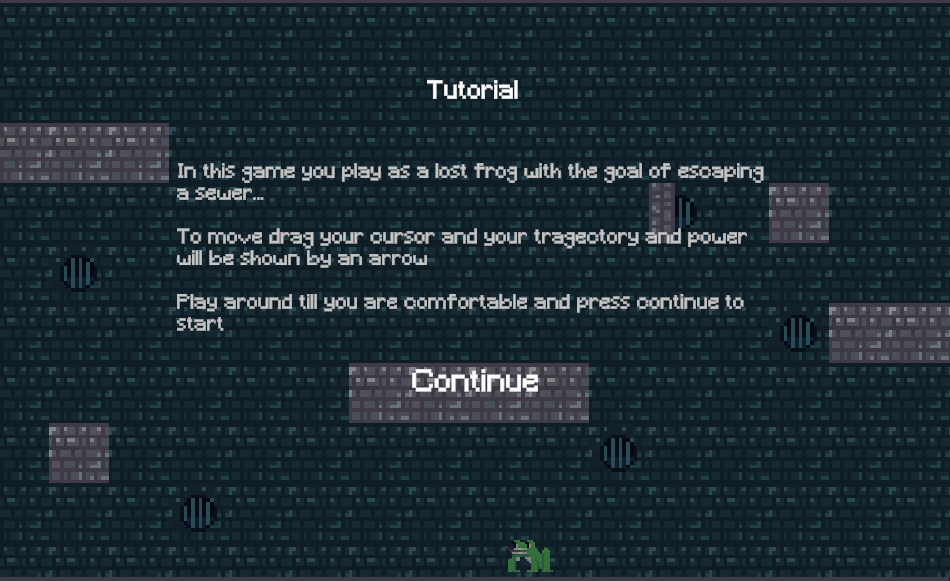 Tutorial
In this game you play as a lost frog with the goal of escaping
a sewer...
To move drag your cursor and your tragectory and power
will be shown by an arrow
Play around till you are comfortable and press continue to
start
Continue